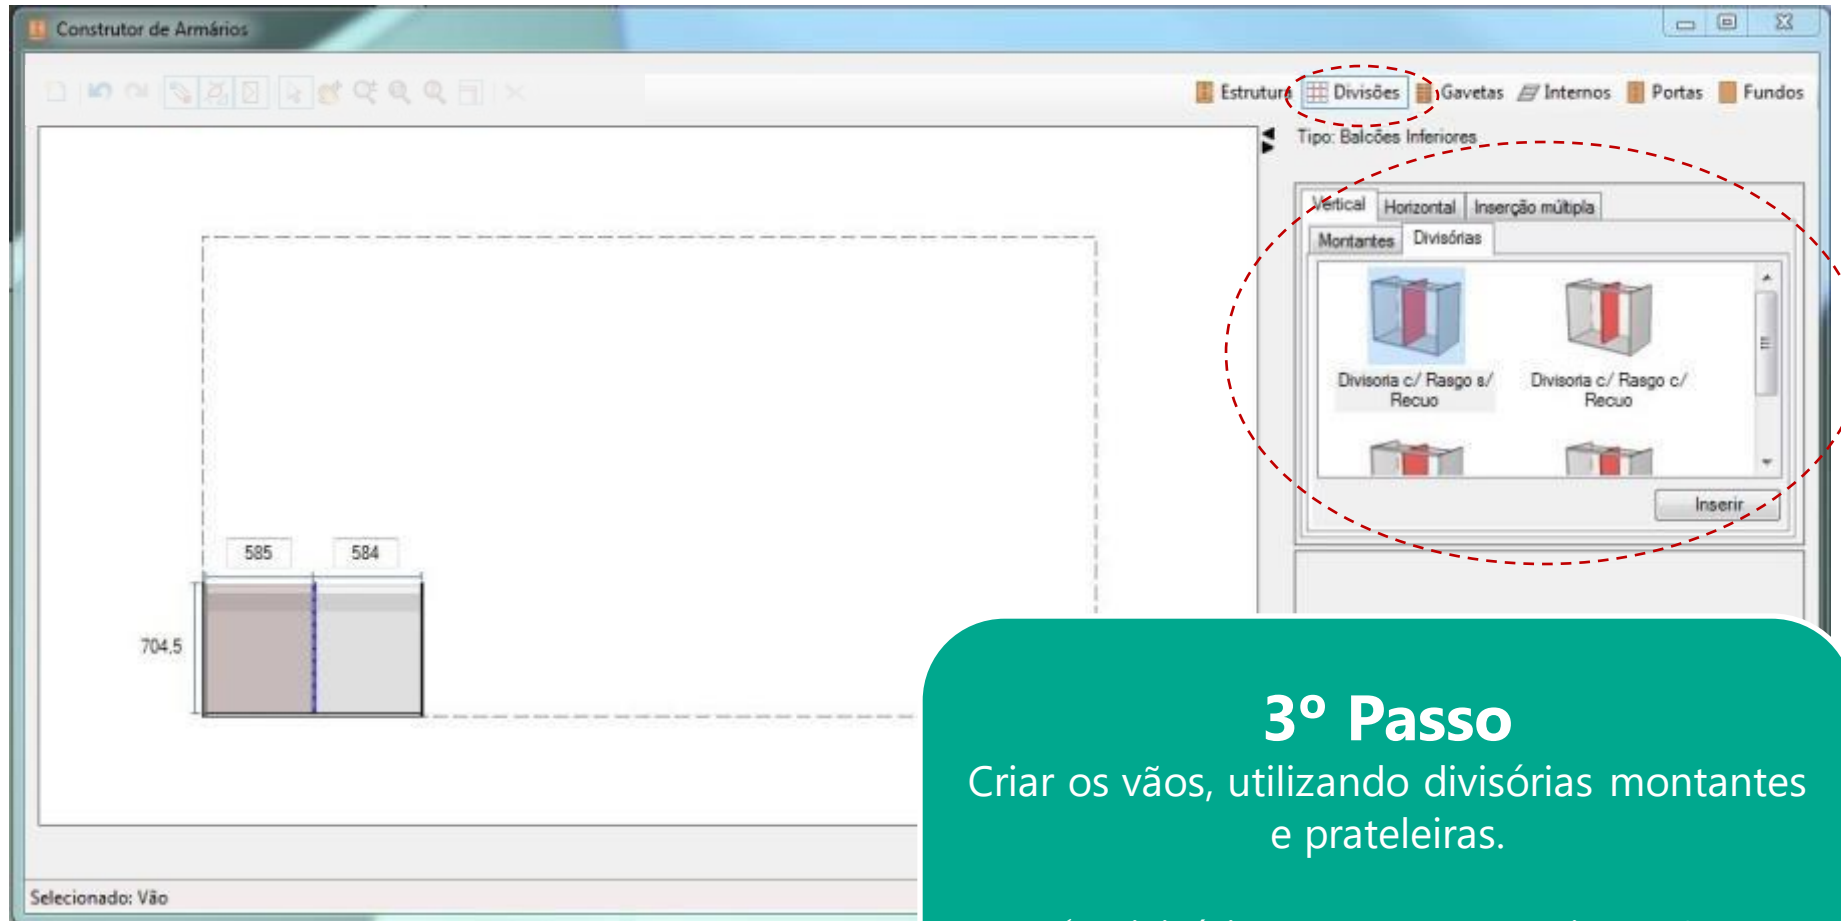 Construtor de Armários
Estrutura Divisões Gavetas Internos Portas Fundos
Tipo: Balcões Inferiores
Vertical Horizontal Inserção múltipla
Montantes Divisórias
Divisoria c/ Rasgo s/ Recuo
Divisoria c/ Rasgo c/ Recuo
Inserir
585 584
704,5
3º Passo
Criar os vãos, utilizando divisórias montantes
e prateleiras.
Selecionado: Vão